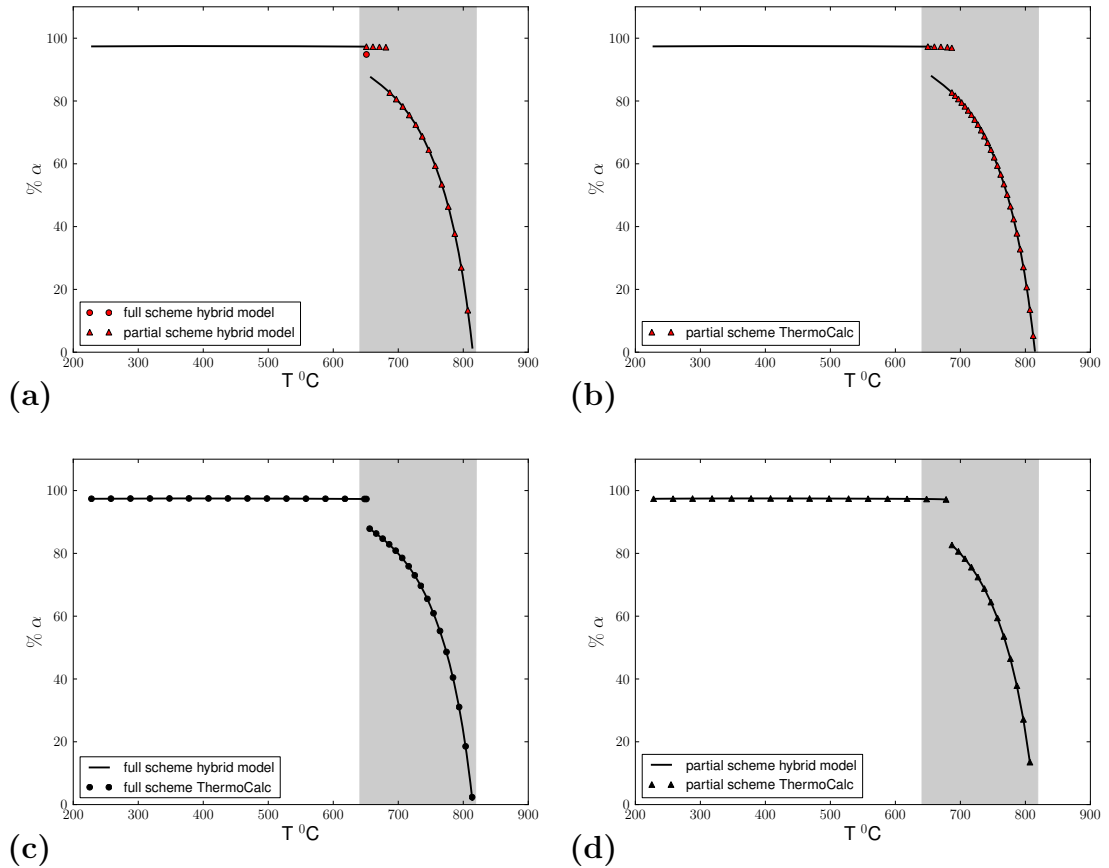 100
80
60
40
20
0
% α
full scheme hybrid model
partial scheme hybrid model
200 300 400 500 600 700 800 900
T ⁰C
(a)
100
80
60
40
20
0
% α
partial scheme ThermoCalc
200 300 400 500 600 700 800 900
T ⁰C
(b)
100
80
60
40
20
0
% α
full scheme hybrid model
full scheme ThermoCalc
200 300 400 500 600 700 800 900
T ⁰C
(c)
100
80
60
40
20
0
% α
partial scheme hybrid model
partial scheme ThermoCalc
200 300 400 500 600 700 800 900
T ⁰C
(d)